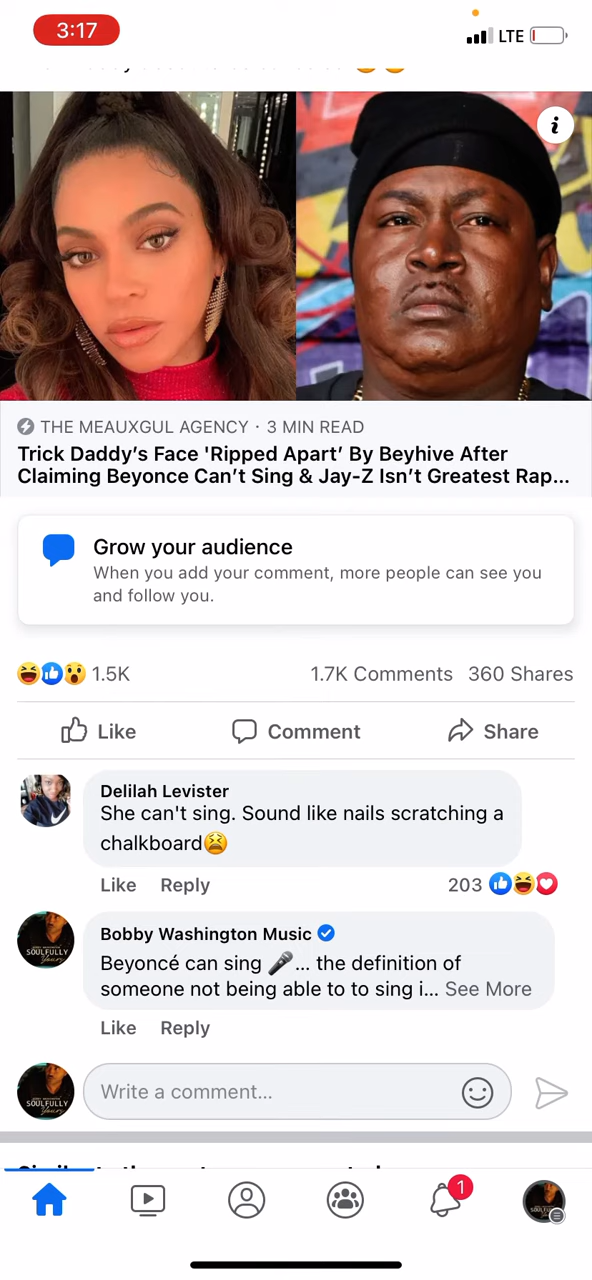 3:17
LTE
THE MEAUXGUL AGENCY · 3 MIN READ
Trick Daddy's Face 'Ripped Apart' By Beyhive After
Claiming Beyonce Can't Sing & Jay-Z Isn't Greatest Rap...
Grow your audience
When you add your comment, more people can see you
and follow you.
1.5K 1.7K Comments 360 Shares
Like Comment Share
Delilah Levister
She can't sing. Sound like nails scratching a
chalkboard😫
Like Reply 203
Bobby Washington Music
Beyoncé can sing 🎤... the definition of
someone not being able to to sing i... See More
Like Reply
SOULFULLY
Yours
Write a comment...
1